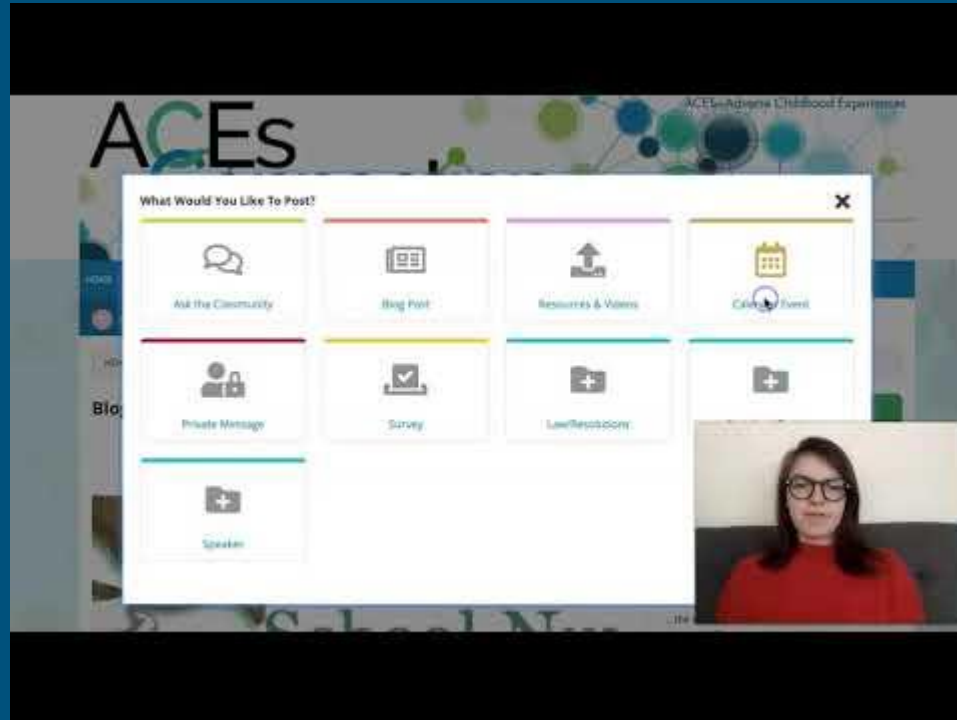 ACEs
ACEs=Adverse Childhood Experiences
What Would You Like To Post?
Ask the Community
Blog Post
Resources & Videos
Calendar Event
HOME
Private Message
Survey
Law/Resolutions
Speaker